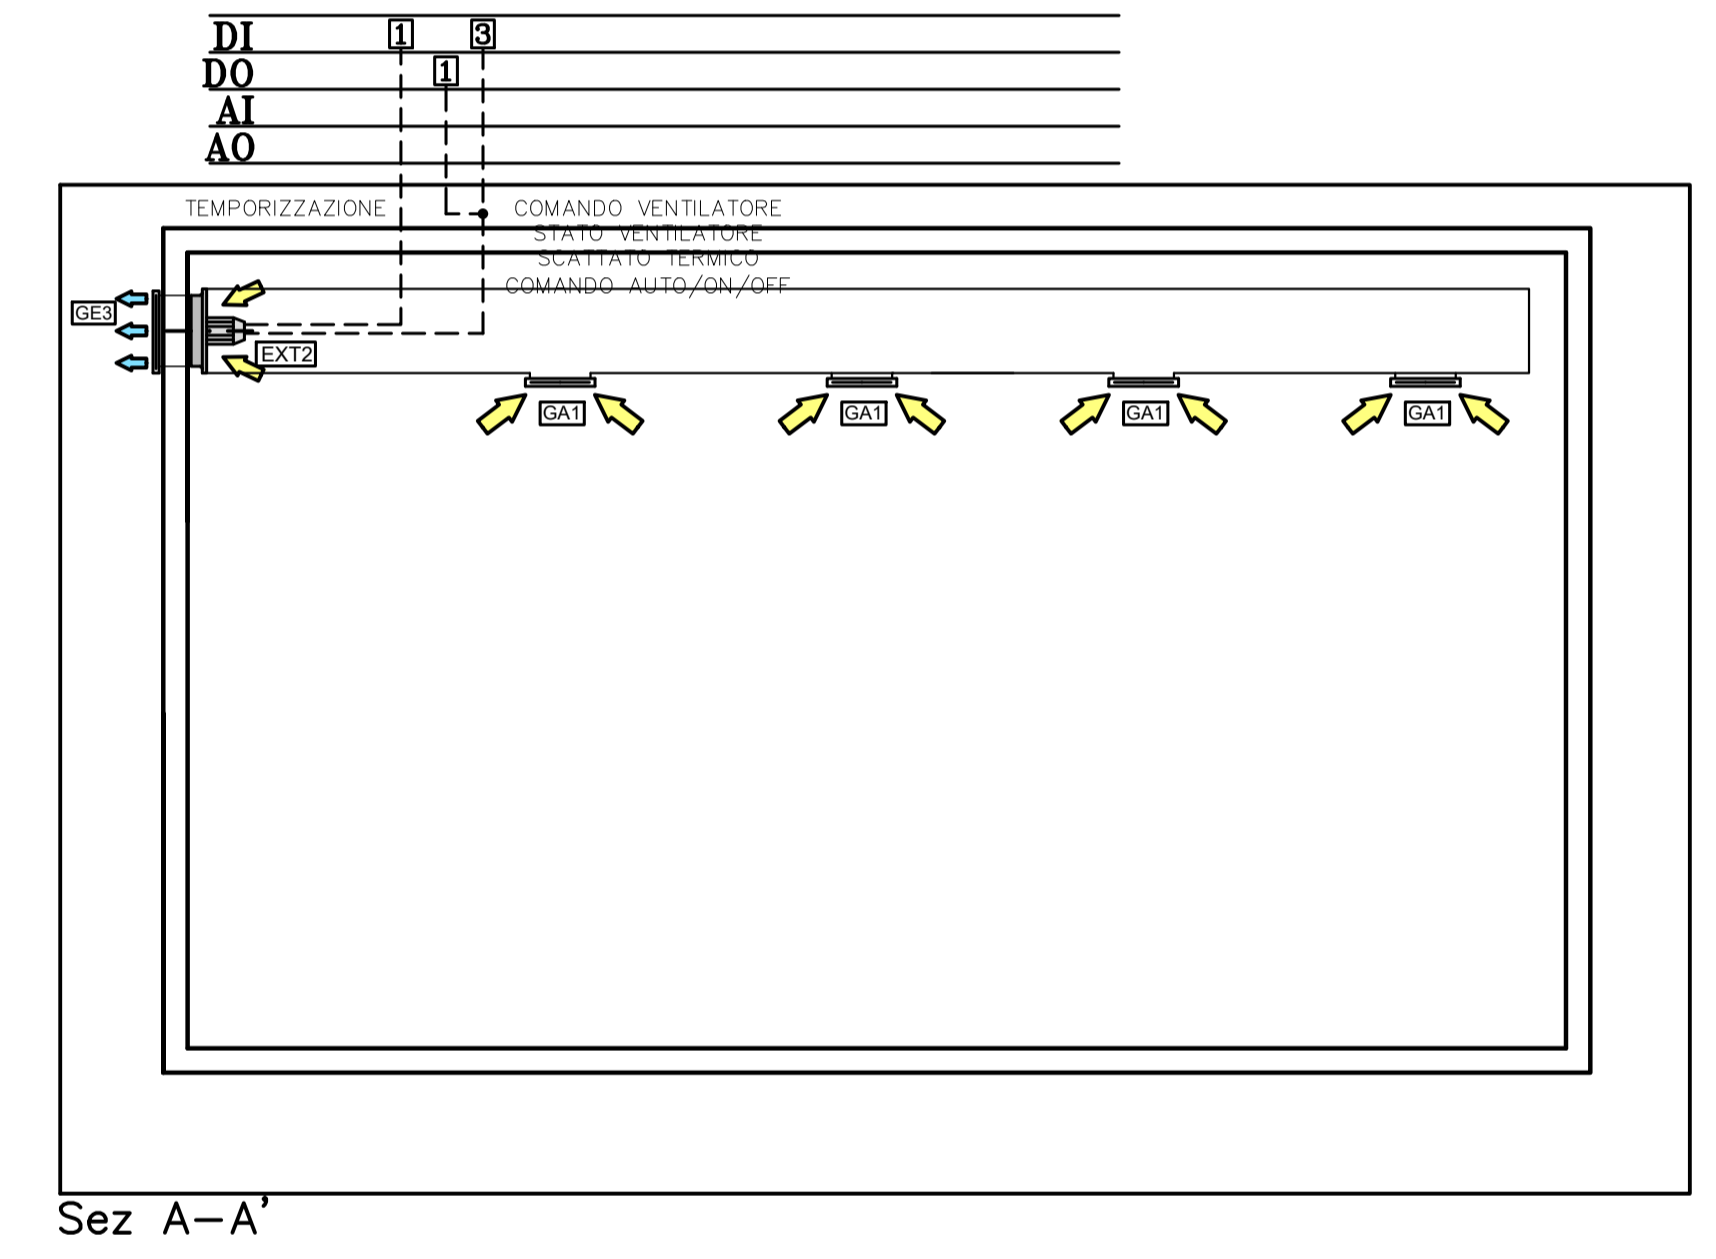 DI 1 3
DO 1
AI
AO
TEMPORIZZAZIONE COMANDO VENTILATORE
STATO VENTILATORE
SCATTATO TERMICO
COMANDO AUTO/ON/OFF
GE3
EXT2
GA1 GA1 GA1 GA1
Sez A-A'